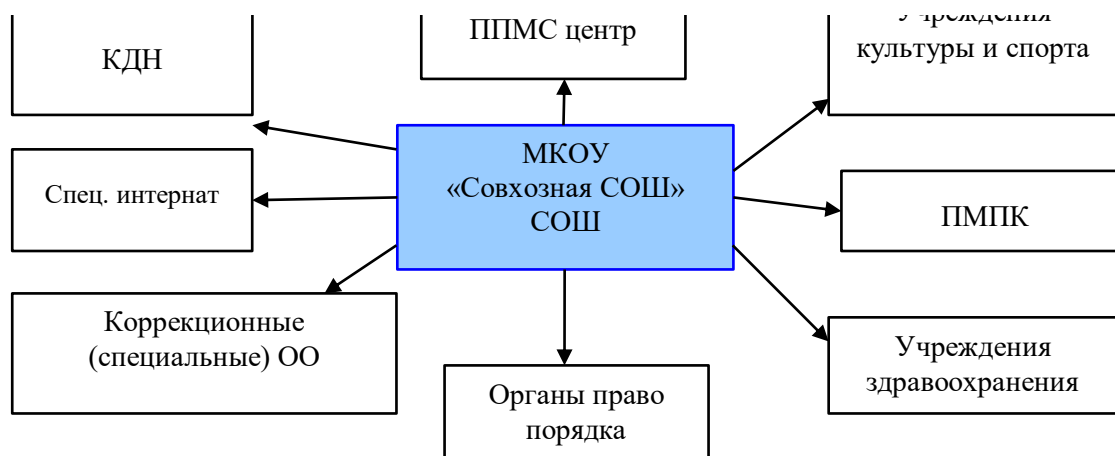 КДН
ППМС центр
Учреждения
культуры и спорта
МКОУ
«Совхозная СОШ»
СОШ
Спец. интернат
ПМПК
Коррекционные
(специальные) ОО
Органы право
порядка
Учреждения
здравоохранения